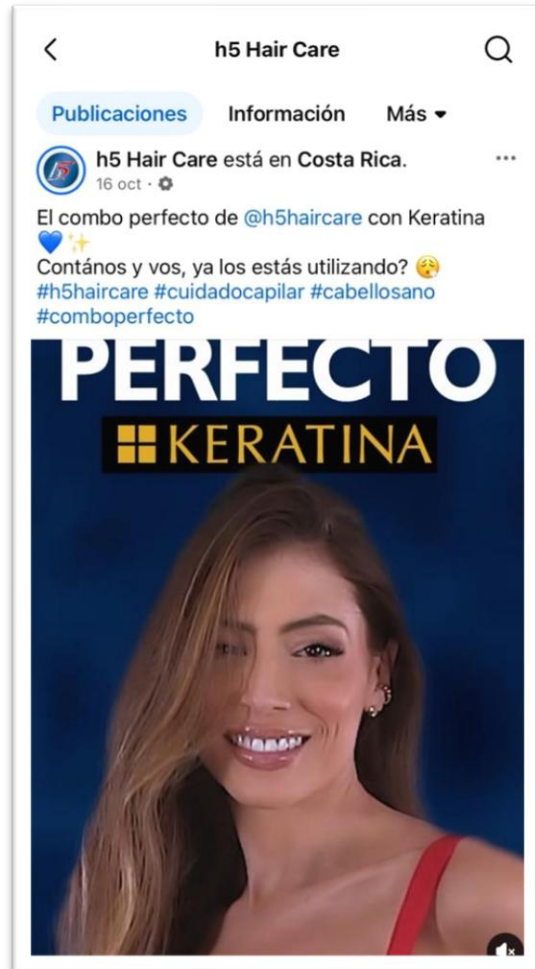 h5 Hair Care
Publicaciones Información Más
h5 Hair Care está en Costa Rica.
16 oct ·
El combo perfecto de @h5haircare con Keratina
Contános y vos, ya los estás utilizando?
#h5haircare #cuidadocapilar #cabellosano
#comboperfecto
PERFECTO
KERATINA